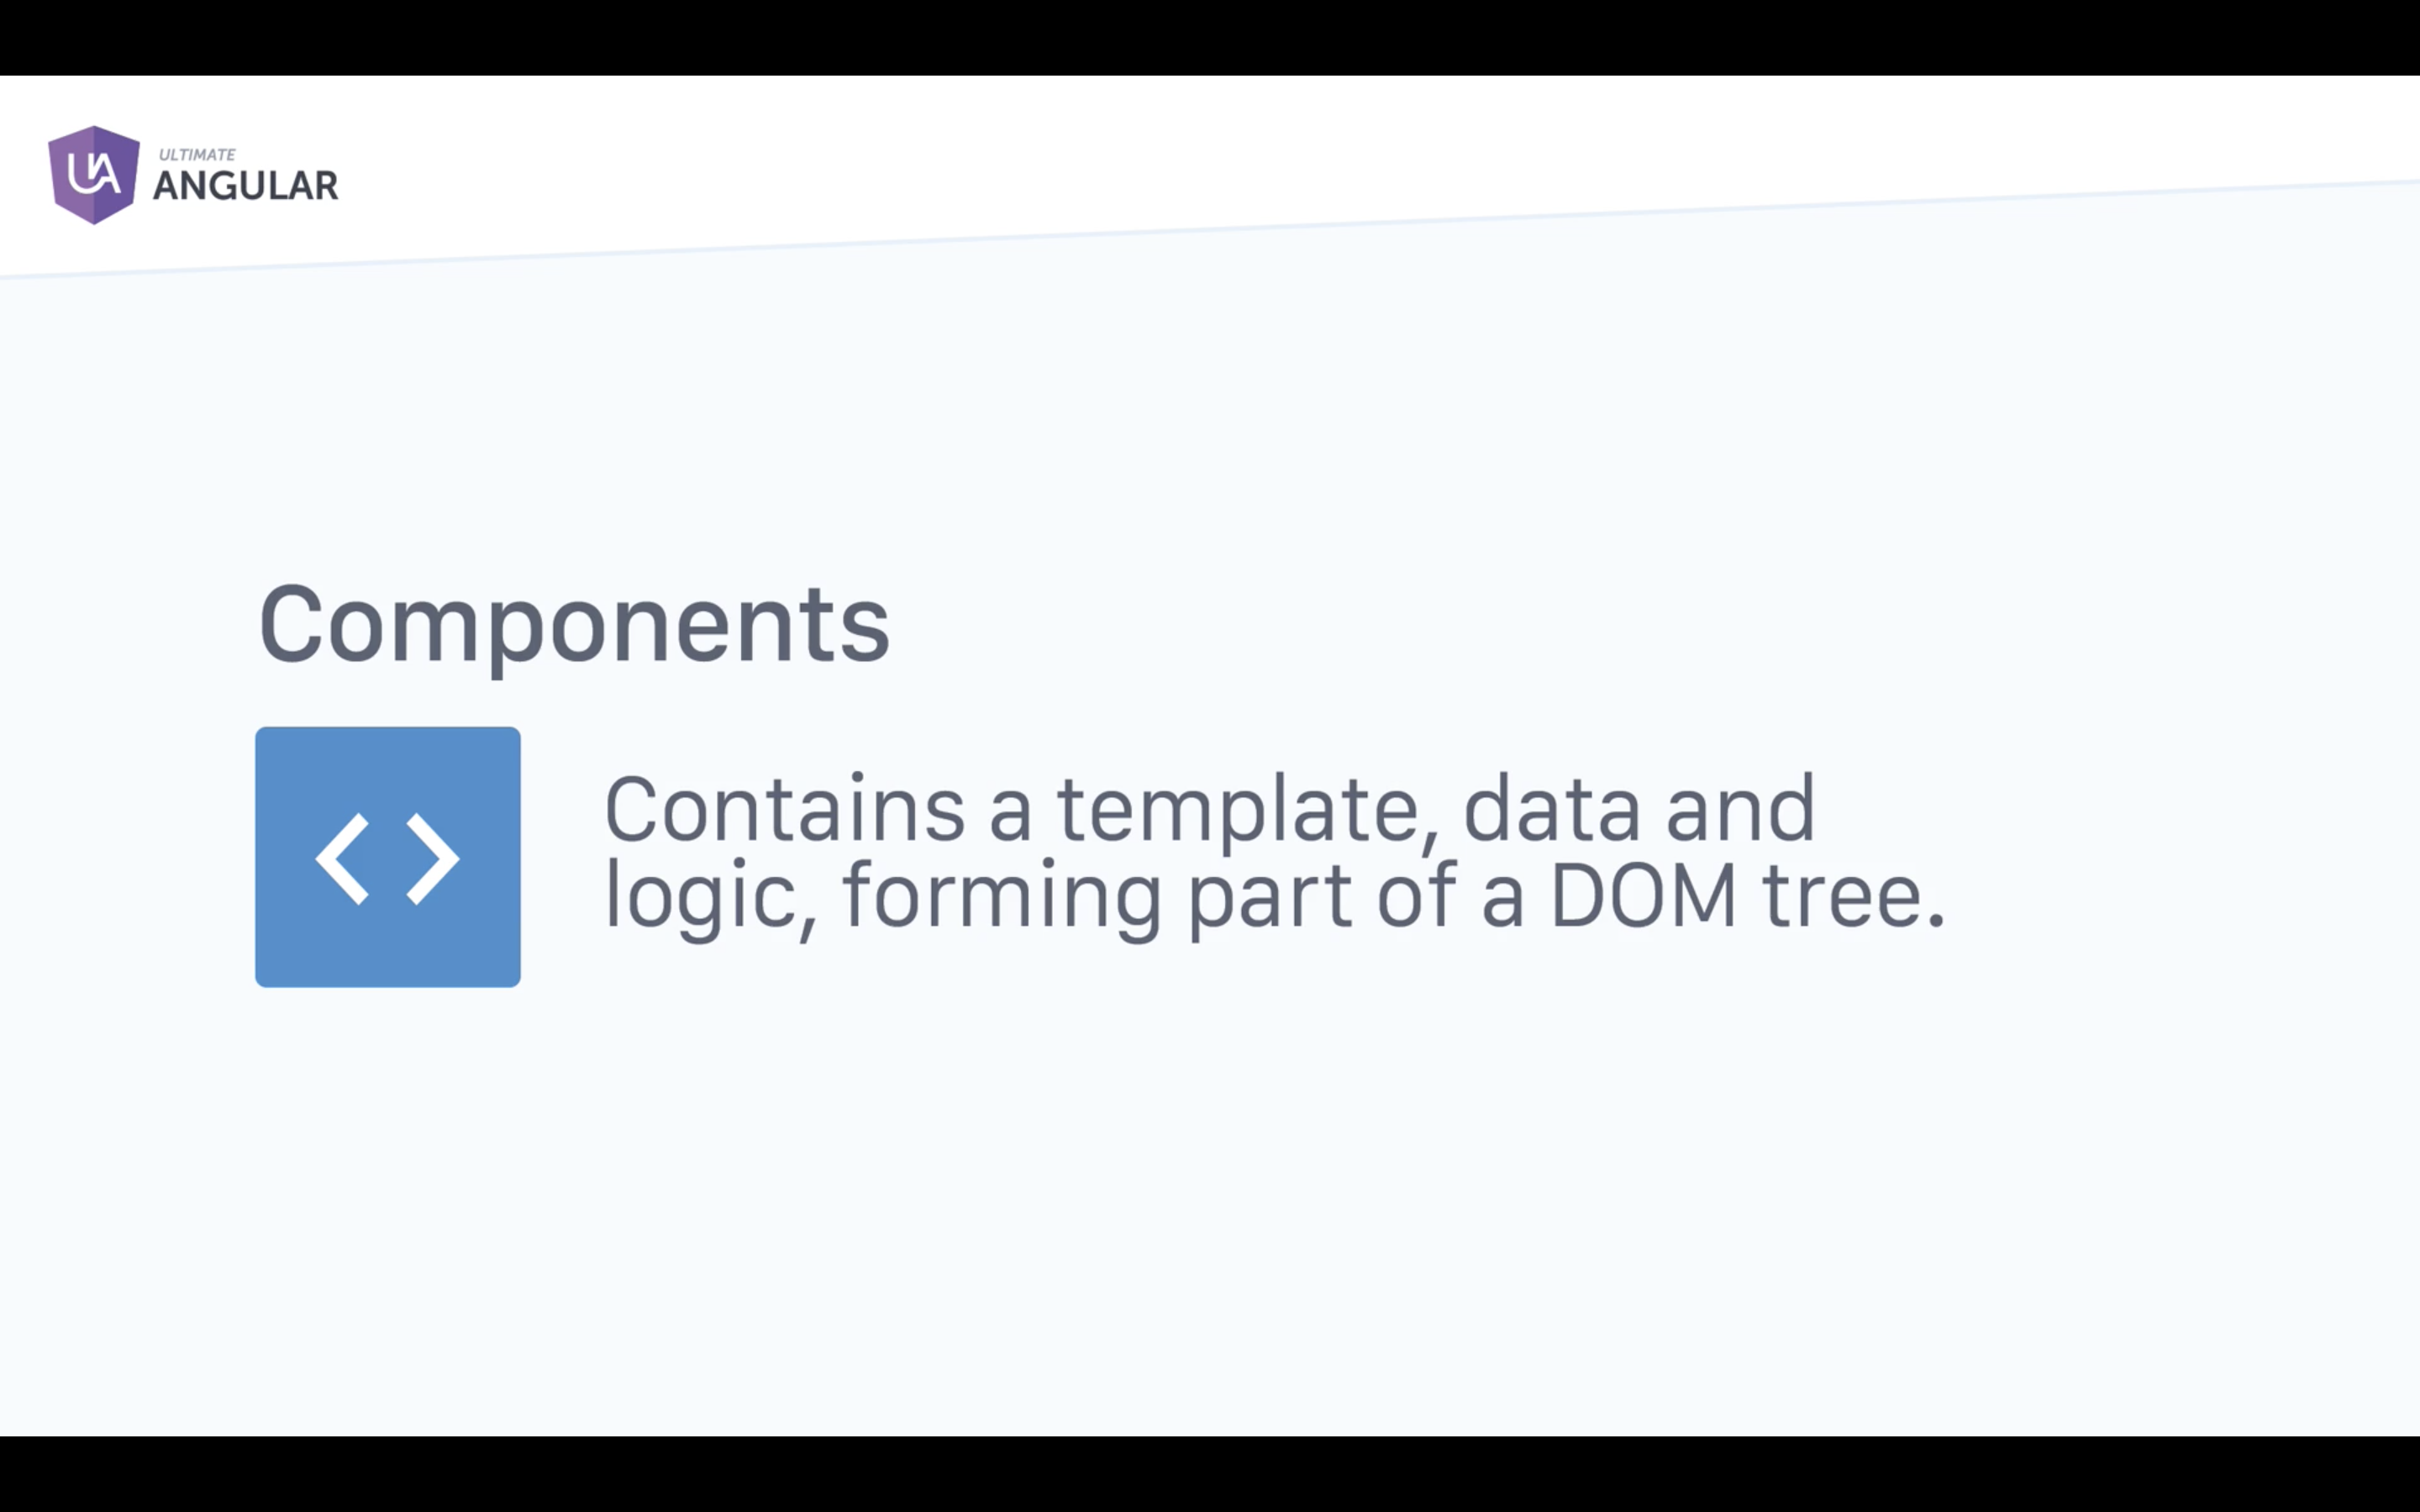 ULTIMATE
ANGULAR
Components
Contains a template, data and
logic, forming part of a DOM tree.